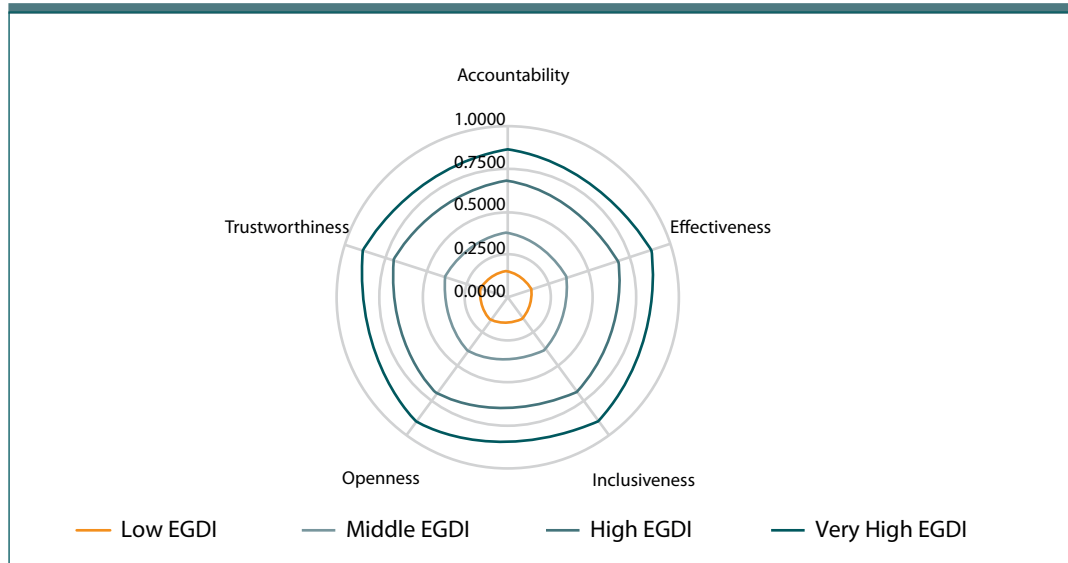 Accountability
1.0000
0.7500
0.5000
0.2500
0.0000
Trustworthiness
Effectiveness
Openness
Inclusiveness
Low EGDI
Middle EGDI
High EGDI
Very High EGDI